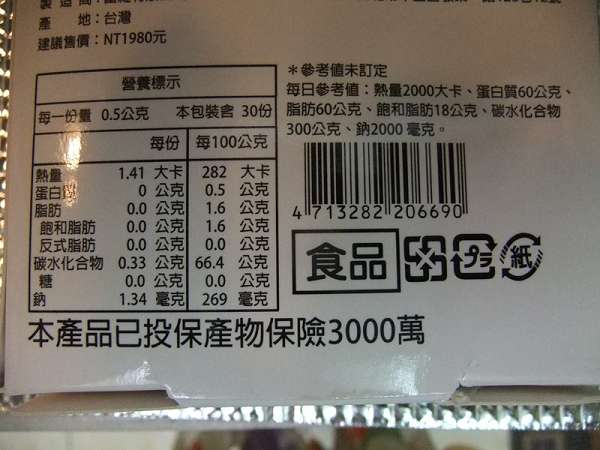 產 地：台灣
建議售價：NT1980元
營養標示
每一份量 0.5公克 本包裝含 30份
每份 每100公克
熱量 1.41 大卡 282 大卡
蛋白質 0 公克 0.5 公克
脂肪 0.0 公克 1.6 公克
飽和脂肪 0.0 公克 1.6 公克
反式脂肪 0.0 公克 0.0 公克
碳水化合物 0.33 公克 66.4 公克
糖 0.0 公克 0.0 公克
鈉 1.34 毫克 269 毫克
＊參考值未訂定
每日參考值：熱量2000大卡、蛋白質60公克、
脂肪60公克、飽和脂肪18公克、碳水化合物
300公克、鈉2000 毫克。
4 713282 206690
食品 プラ 紙
本產品已投保產物保險3000萬